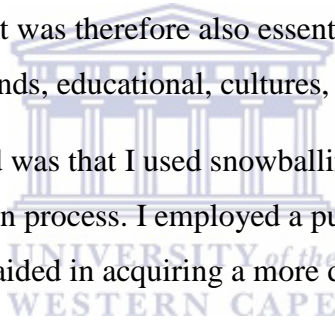 t was therefore also essent
nds, educational, cultures,
d was that I used snowballi
n process. I employed a pu
UNIVERSITY of the
aided in acquiring a more d
WESTERN CAPE